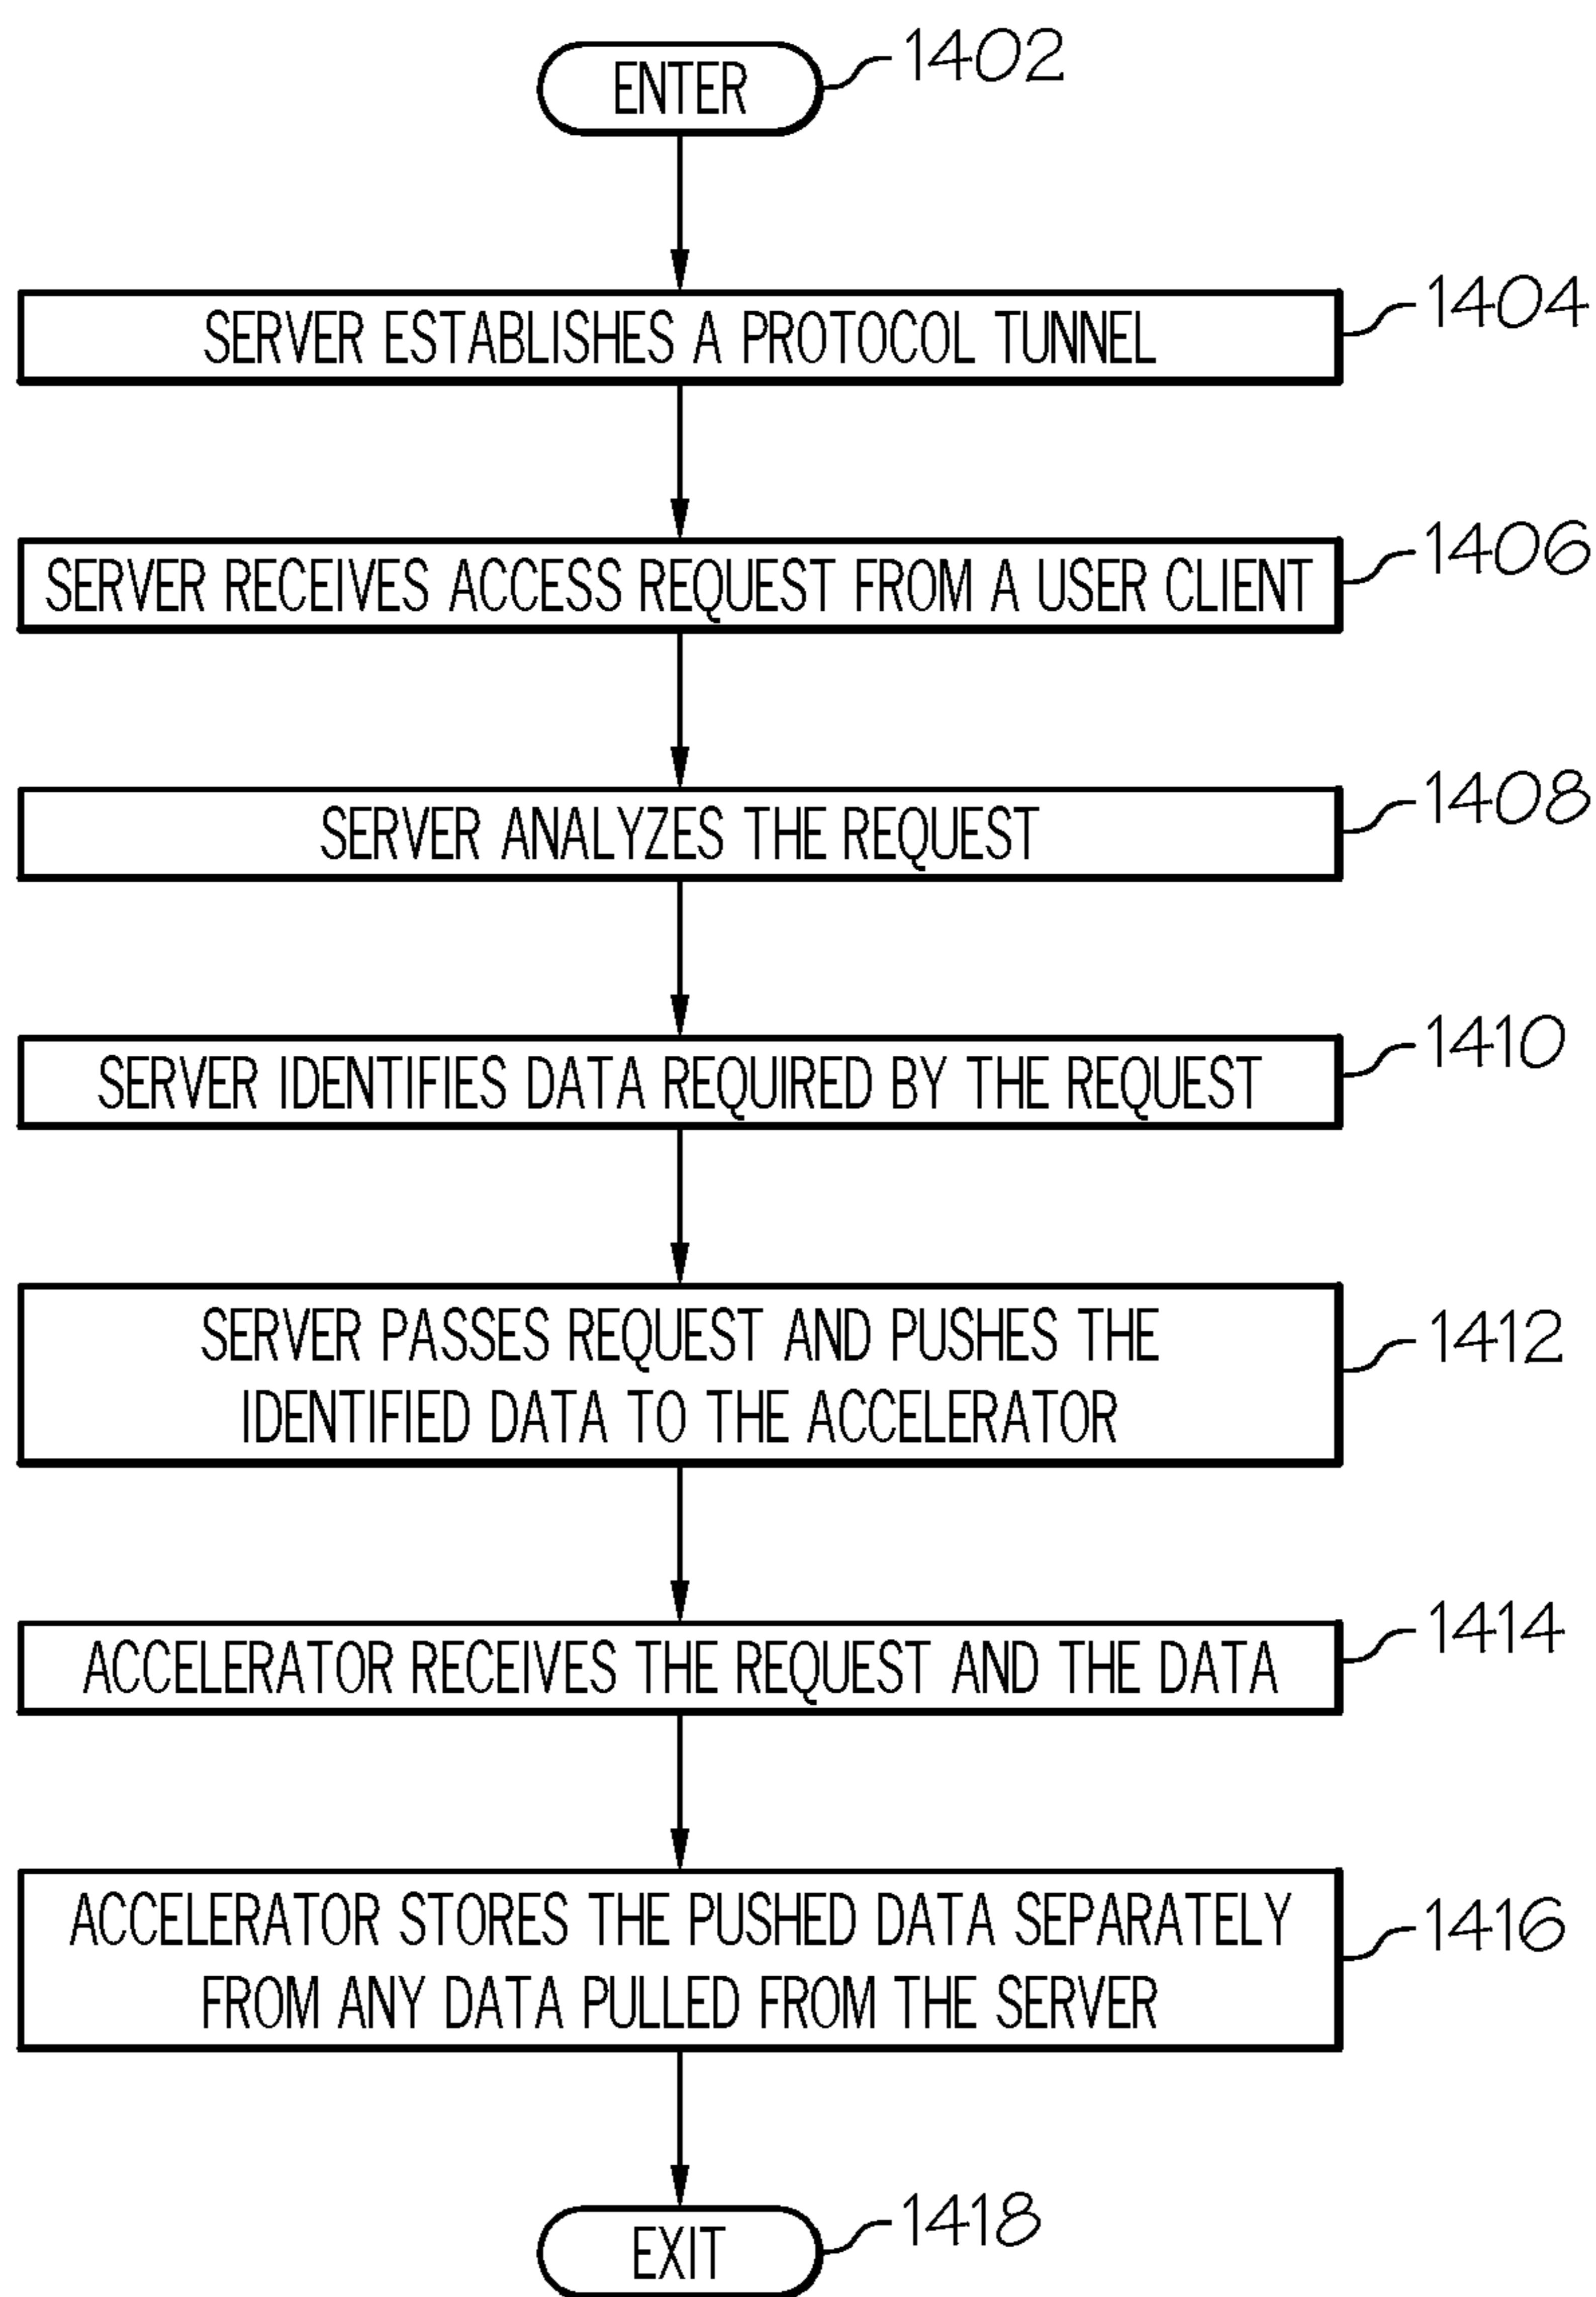 ENTER 1402
SERVER ESTABLISHES A PROTOCOL TUNNEL 1404
SERVER RECEIVES ACCESS REQUEST FROM A USER CLIENT 1406
SERVER ANALYZES THE REQUEST 1408
SERVER IDENTIFIES DATA REQUIRED BY THE REQUEST 1410
SERVER PASSES REQUEST AND PUSHES THE
IDENTIFIED DATA TO THE ACCELERATOR
1412
ACCELERATOR RECEIVES THE REQUEST AND THE DATA 1414
ACCELERATOR STORES THE PUSHED DATA SEPARATELY
FROM ANY DATA PULLED FROM THE SERVER
1416
EXIT 1418